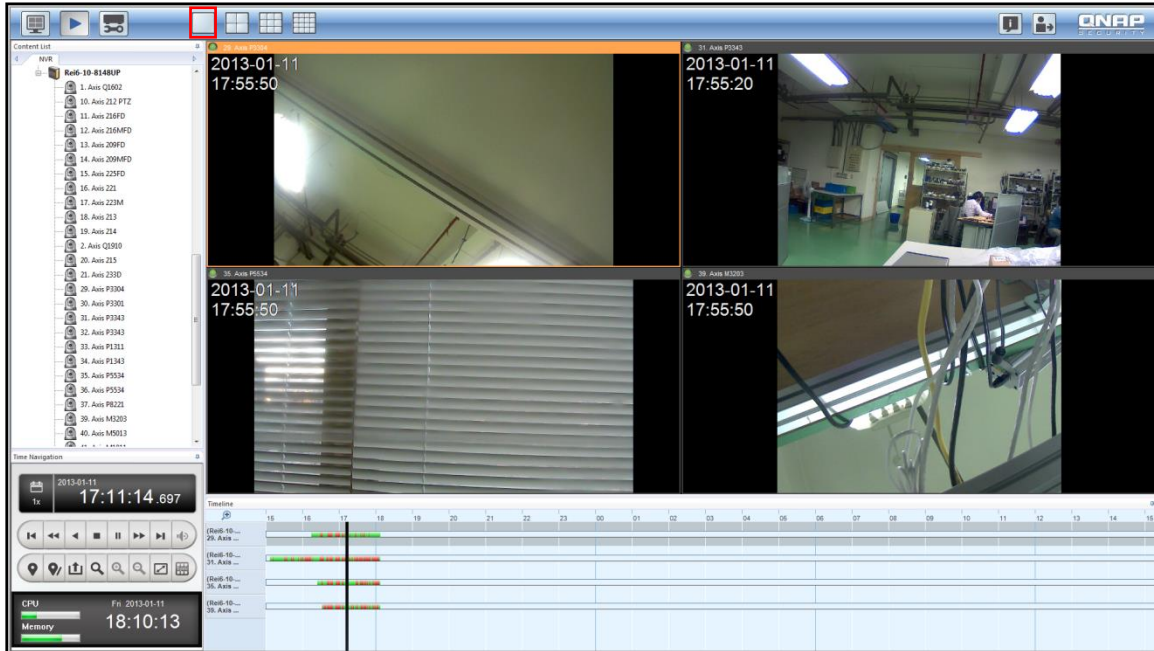 QNAP
SECURITY
Content List
NVR
Rei6-10-8148UP
1. Axis Q1602
10. Axis 212 PTZ
11. Axis 216FD
12. Axis 216MFD
13. Axis 209FD
14. Axis 209MFD
15. Axis 225FD
16. Axis 221
17. Axis 223M
18. Axis 213
19. Axis 214
2. Axis Q1910
20. Axis 215
21. Axis 233D
29. Axis P3304
30. Axis P3301
31. Axis P3343
32. Axis P3343
33. Axis P1311
34. Axis P1343
35. Axis P5534
36. Axis P5534
37. Axis P8221
39. Axis M3203
40. Axis M5013
29. Axis P3304
2013-01-11
17:55:50
31. Axis P3343
2013-01-11
17:55:20
35. Axis P5534
2013-01-11
17:55:50
39. Axis M3203
2013-01-11
17:55:50
Time Navigation
2013-01-11
1x 17:11:14.697
CPU Fri 2013-01-11
Memory 18:10:13
Timeline
15 16 17 18 19 20 21 22 23 00 01 02 03 04 05 06 07 08 09 10 11 12 13 14 15
(Rei6-10-...
29. Axis ...
(Rei6-10-...
31. Axis ...
(Rei6-10-...
35. Axis ...
(Rei6-10-...
39. Axis ...